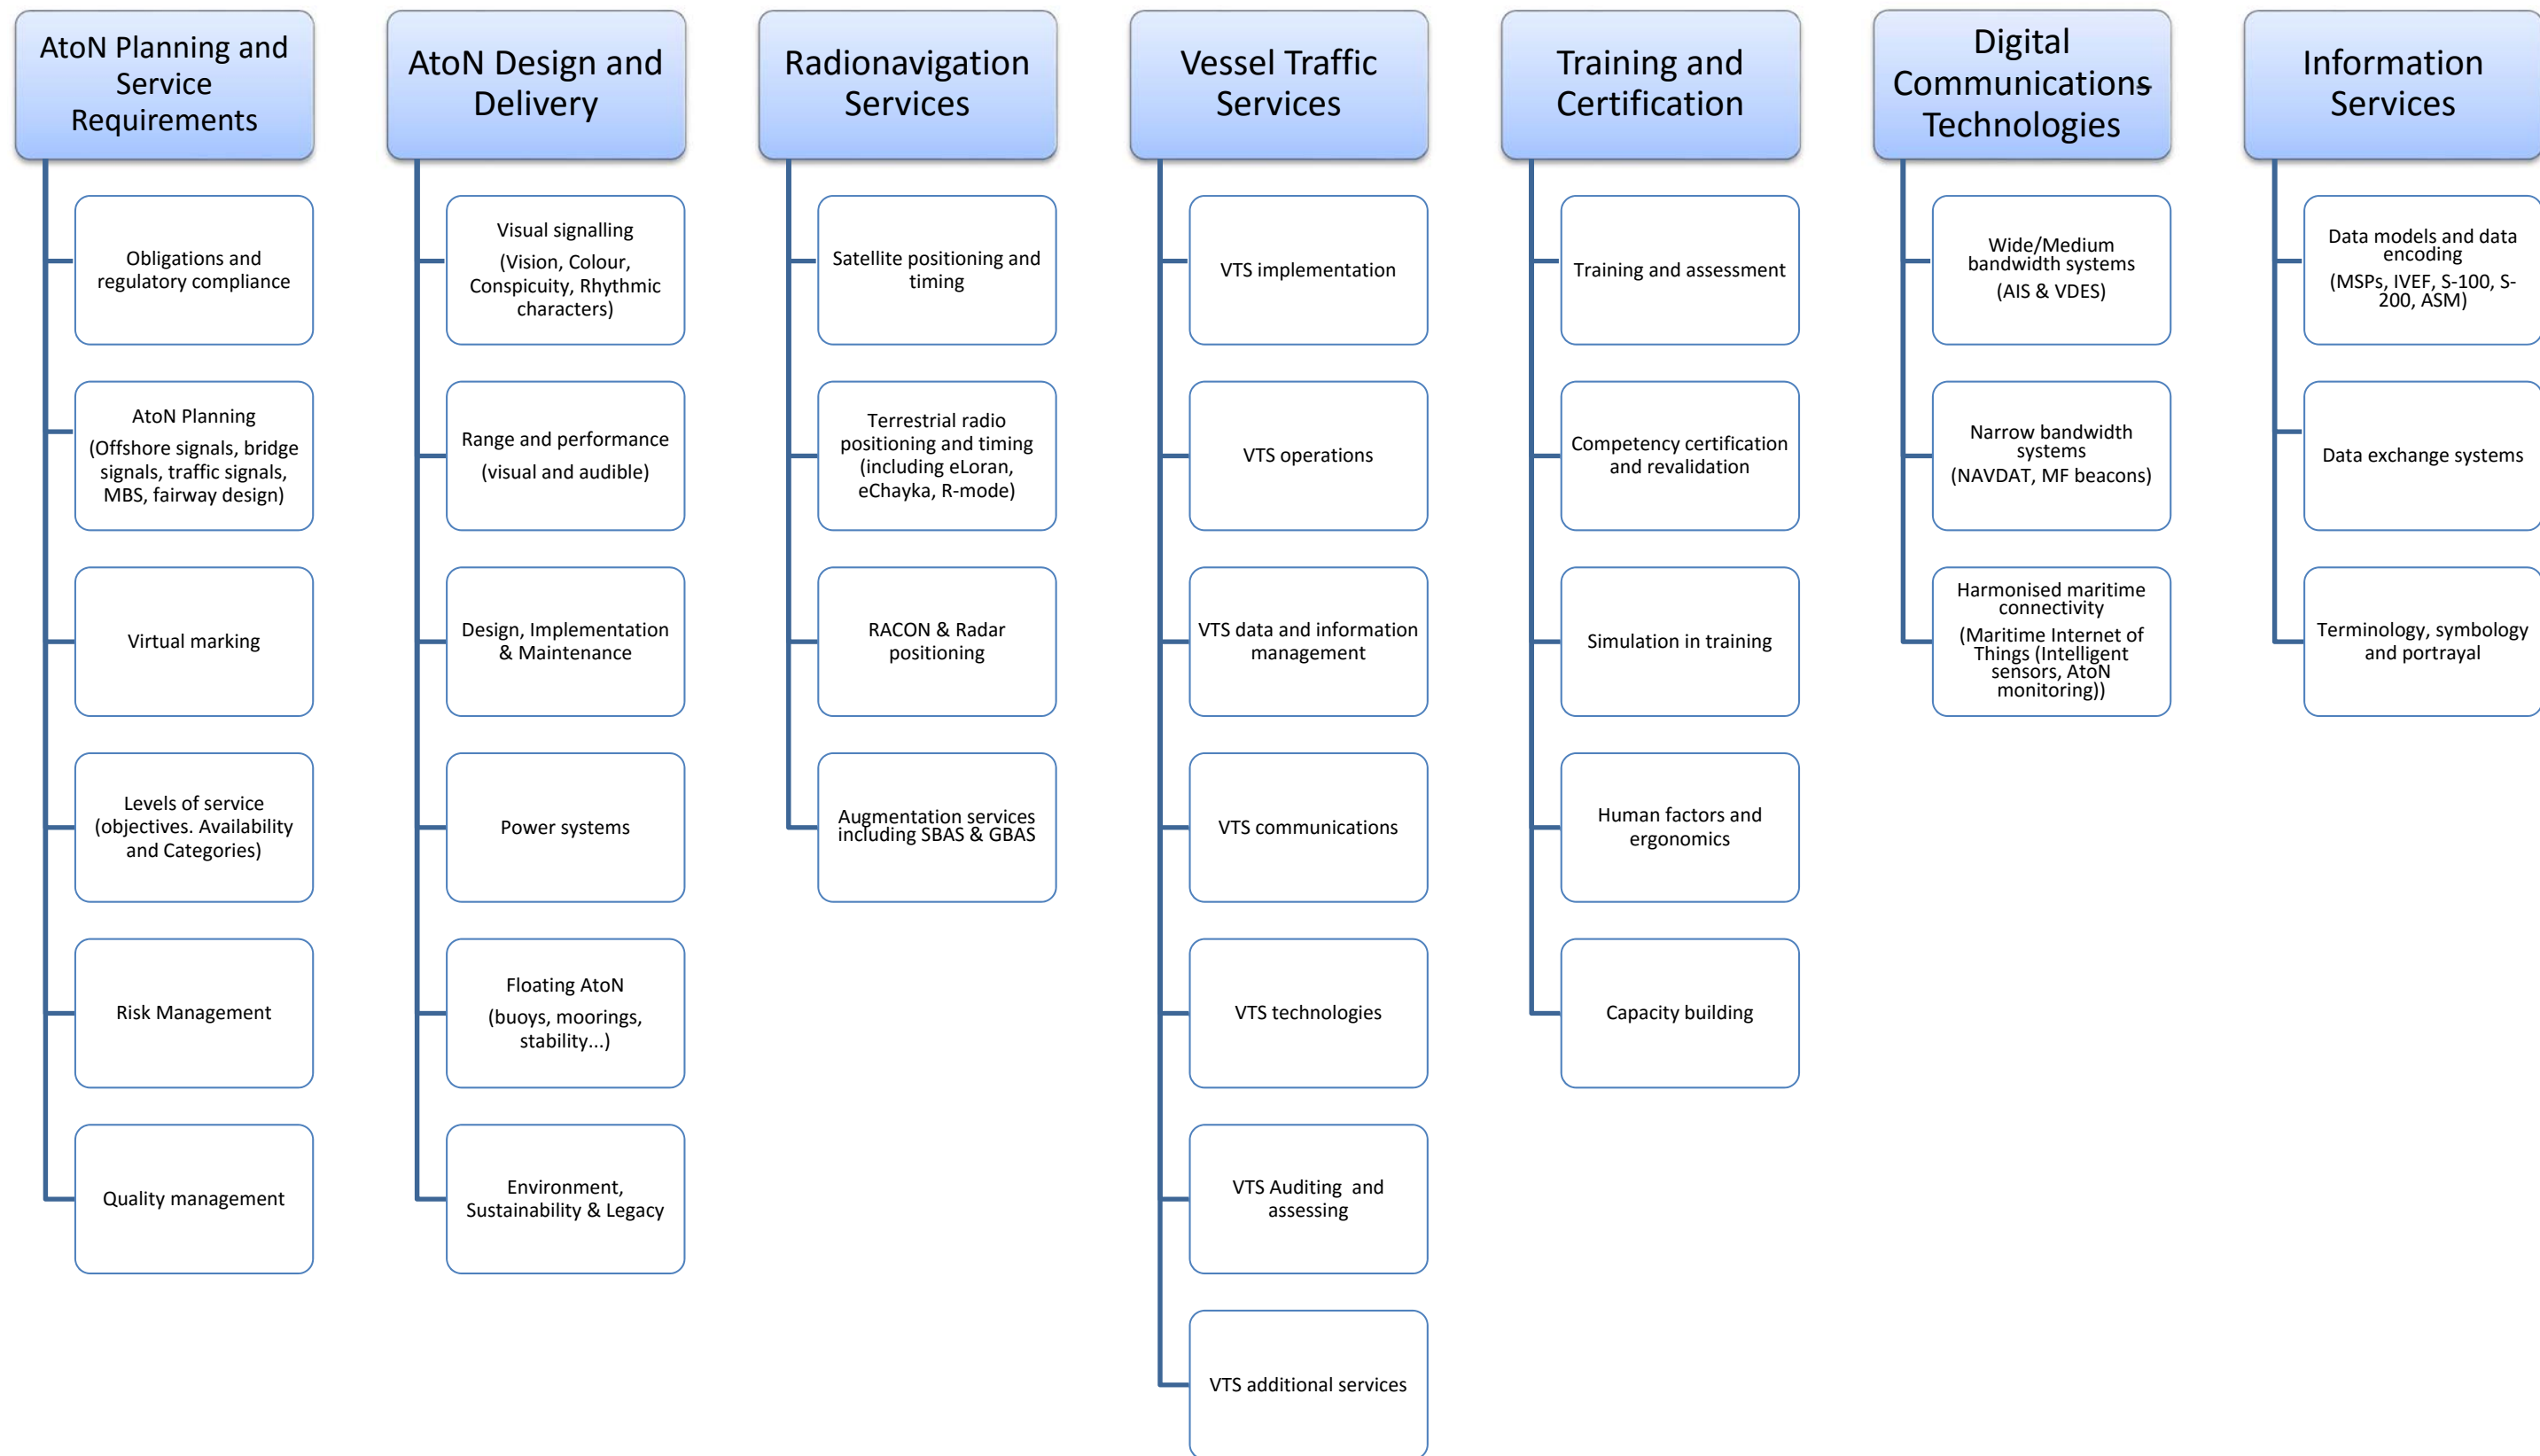 AtoN Planning and
Service
Requirements
Obligations and
regulatory compliance
AtoN Planning
(Offshore signals, bridge
signals, traffic signals,
MBS, fairway design)
Virtual marking
Levels of service
(objectives. Availability
and Categories)
Risk Management
Quality management
AtoN Design and
Delivery
Visual signalling
(Vision, Colour,
Conspicuity, Rhythmic
characters)
Range and performance
(visual and audible)
Design, Implementation
& Maintenance
Power systems
Floating AtoN
(buoys, moorings,
stability...)
Environment,
Sustainability & Legacy
Radionavigation
Services
Satellite positioning and
timing
Terrestrial radio
positioning and timing
(including eLoran,
eChayka, R-mode)
RACON & Radar
positioning
Augmentation services
including SBAS & GBAS
Vessel Traffic
Services
VTS implementation
VTS operations
VTS data and information
management
VTS communications
VTS technologies
VTS Auditing and
assessing
VTS additional services
Training and
Certification
Training and assessment
Competency certification
and revalidation
Simulation in training
Human factors and
ergonomics
Capacity building
Digital
Communications
Technologies
Wide/Medium
bandwidth systems
(AIS & VDES)
Narrow bandwidth
systems
(NAVDAT, MF beacons)
Harmonised maritime
connectivity
(Maritime Internet of
Things (Intelligent
sensors, AtoN
monitoring))
Information
Services
Data models and data
encoding
(MSPs, IVEF, S-100, S-
200, ASM)
Data exchange systems
Terminology, symbology
and portrayal